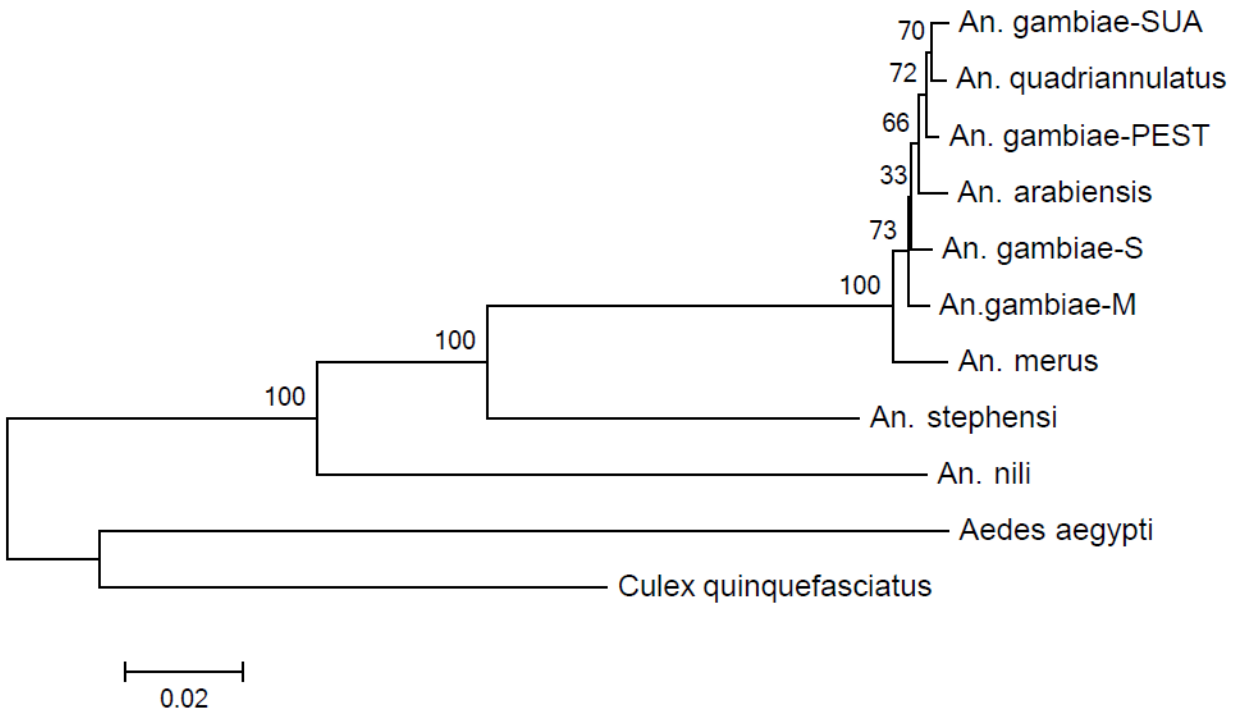 An. gambiae-SUA
70
An. quadriannulatus
72
An. gambiae-PEST
66
An. arabiensis
33
An. gambiae-S
73
An.gambiae-M
100
An. merus
100
An. stephensi
100
An. nili
Aedes aegypti
Culex quinquefasciatus
0.02